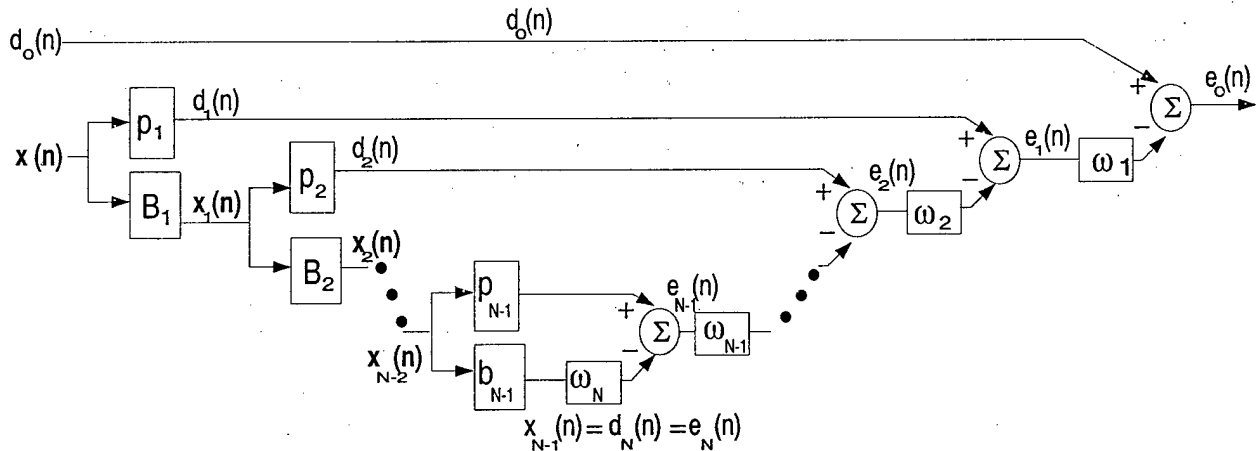 d_o(n)
d_o(n)
e_o(n)
+
−
Σ
p_1
d_1(n)
x(n)
+
−
Σ
e_1(n)
ω_1
B_1
x_1(n)
p_2
d_2(n)
+
−
Σ
e_2(n)
ω_2
B_2
x_2(n)
p_N-1
e_N-1(n)
+
−
Σ
ω_N-1
x_N-2(n)
b_N-1
ω_N
x_N-1(n)=d_N(n)=e_N(n)